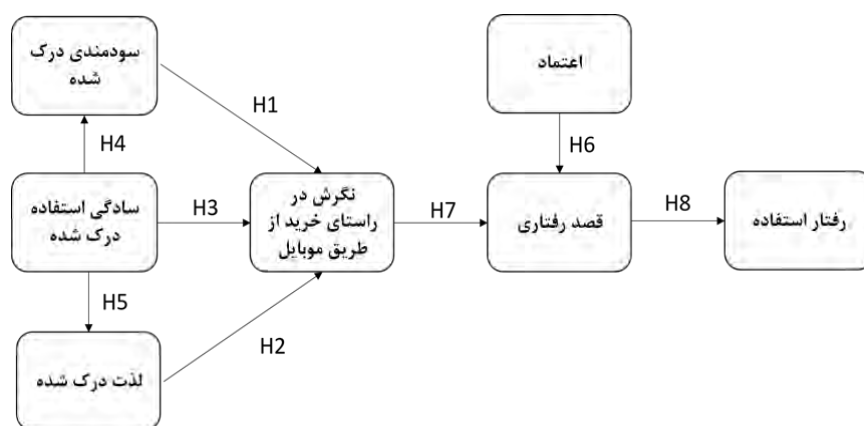 سودمندی درک
شده
اعتماد
H1
H4
H6
سادگی استفاده
درک شده
H3
نگرش در
راستای خرید از
طریق موبایل
H7
قصد رفتاری
H8
رفتار استفاده
H5
H2
لذت درک شده